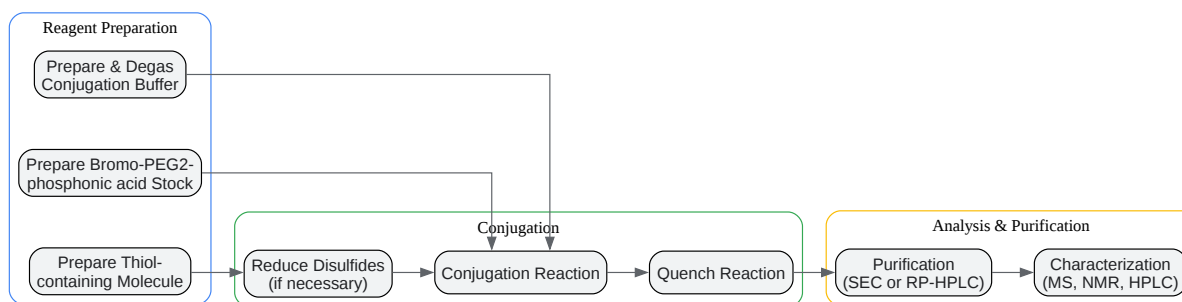 Reagent Preparation
Prepare & Degas
Conjugation Buffer
Prepare Bromo-PEG2-
phosphonic acid Stock
Prepare Thiol-
containing Molecule
Conjugation
Reduce Disulfides
(if necessary)
Conjugation Reaction
Quench Reaction
Analysis & Purification
Purification
(SEC or RP-HPLC)
Characterization
(MS, NMR, HPLC)